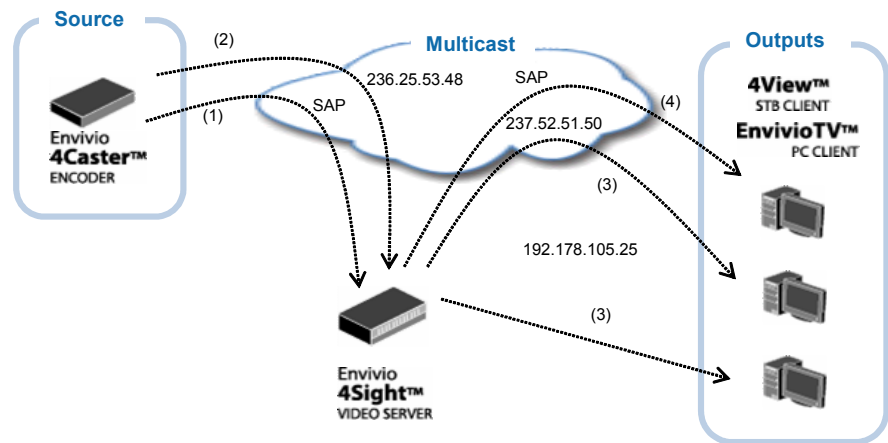 Source
(2)
Multicast
Outputs
236.25.53.48
SAP
4View™
STB CLIENT
(4)
(1)
SAP
237.52.51.50
EnvivioTV™
PC CLIENT
Envivio
4Caster™
ENCODER
(3)
192.178.105.25
(3)
Envivio
4Sight™
VIDEO SERVER